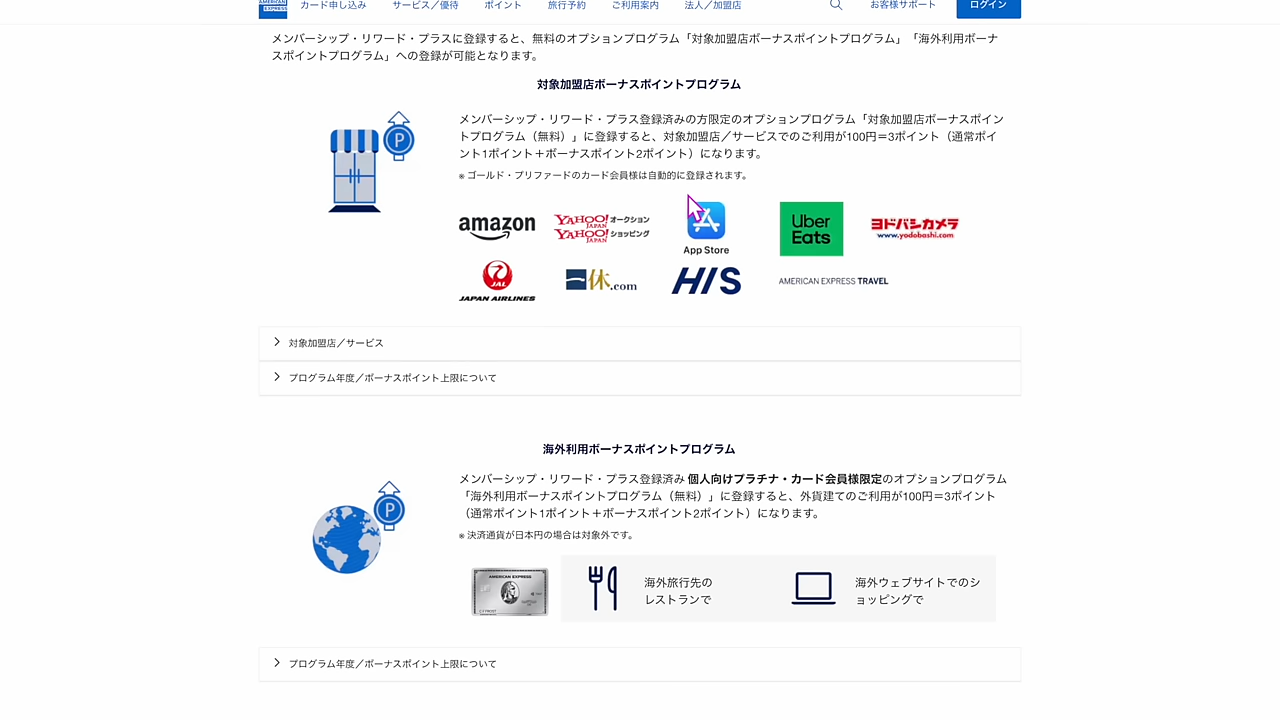 AMERICAN EXPRESS
カード申し込み
サービス／優待
ポイント
旅行予約
ご利用案内
法人／加盟店
お客様サポート
ログイン
メンバーシップ・リワード・プラスに登録すると、無料のオプションプログラム「対象加盟店ボーナスポイントプログラム」「海外利用ボーナ
スポイントプログラム」への登録が可能となります。
対象加盟店ボーナスポイントプログラム
P
メンバーシップ・リワード・プラス登録済みの方限定のオプションプログラム「対象加盟店ボーナスポイン
トプログラム（無料）」に登録すると、対象加盟店／サービスでのご利用が100円＝3ポイント（通常ポイ
ント1ポイント＋ボーナスポイント2ポイント）になります。
※ ゴールド・プリファードのカード会員様は自動的に登録されます。
amazon
YAHOO! JAPAN オークション
YAHOO! JAPAN ショッピング
App Store
Uber
Eats
ヨドバシカメラ
www.yodobashi.com
JAL
JAPAN AIRLINES
一休.com
HIS
AMERICAN EXPRESS TRAVEL
対象加盟店／サービス
プログラム年度／ボーナスポイント上限について
海外利用ボーナスポイントプログラム
P
メンバーシップ・リワード・プラス登録済み 個人向けプラチナ・カード会員様限定のオプションプログラム
「海外利用ボーナスポイントプログラム（無料）」に登録すると、外貨建てのご利用が100円＝3ポイント
（通常ポイント1ポイント＋ボーナスポイント2ポイント）になります。
※ 決済通貨が日本円の場合は対象外です。
AMERICAN EXPRESS
海外旅行先の
レストランで
海外ウェブサイトでのシ
ョッピングで
プログラム年度／ボーナスポイント上限について